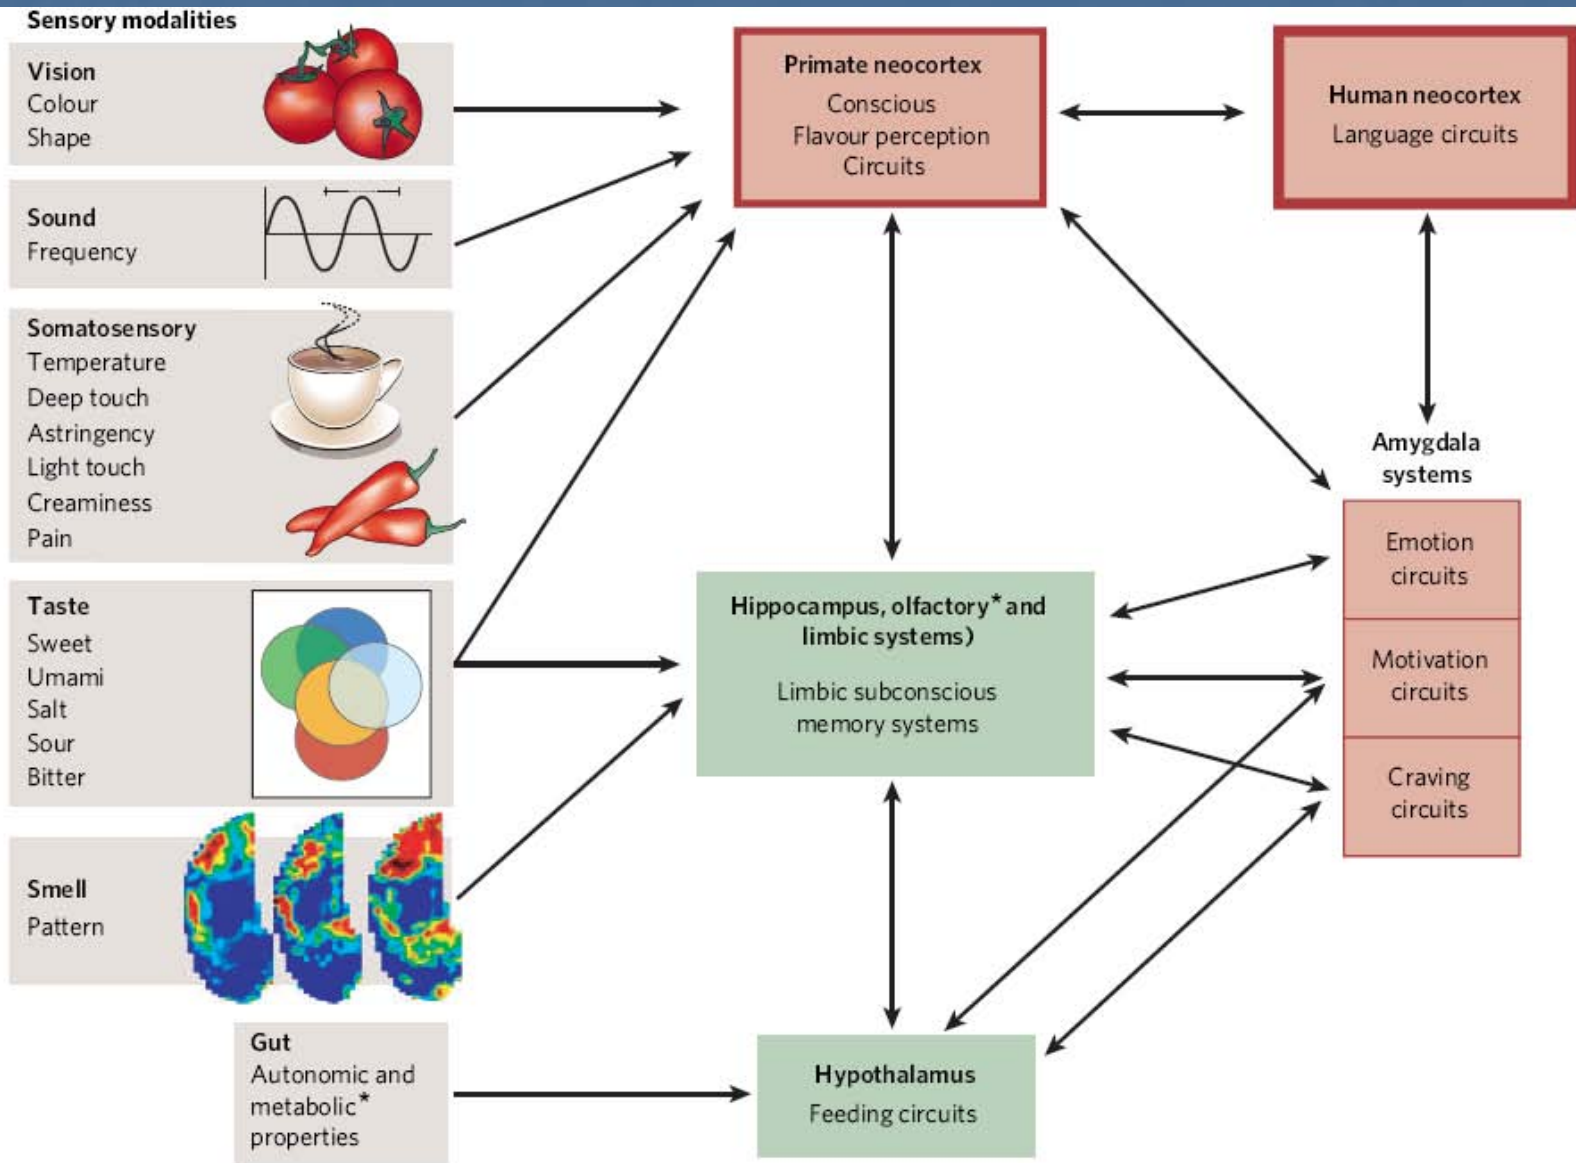 Sensory modalities
Vision
Colour
Shape
Sound
Frequency
Somatosensory
Temperature
Deep touch
Astringency
Light touch
Creaminess
Pain
Taste
Sweet
Umami
Salt
Sour
Bitter
Smell
Pattern
Gut
Autonomic and
metabolic*
properties
Primate neocortex
Conscious
Flavour perception
Circuits
Human neocortex
Language circuits
Hippocampus, olfactory* and
limbic systems)
Limbic subconscious
memory systems
Hypothalamus
Feeding circuits
Amygdala
systems
Emotion
circuits
Motivation
circuits
Craving
circuits